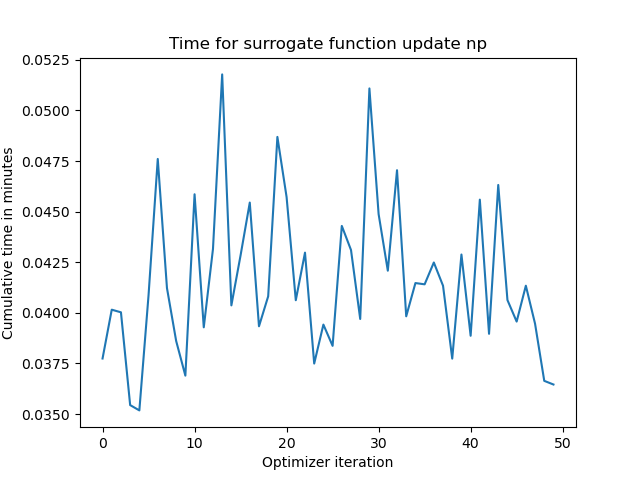 Time for surrogate function update np
Cumulative time in minutes
0.0525
0.0500
0.0475
0.0450
0.0425
0.0400
0.0375
0.0350
0 10 20 30 40 50
Optimizer iteration